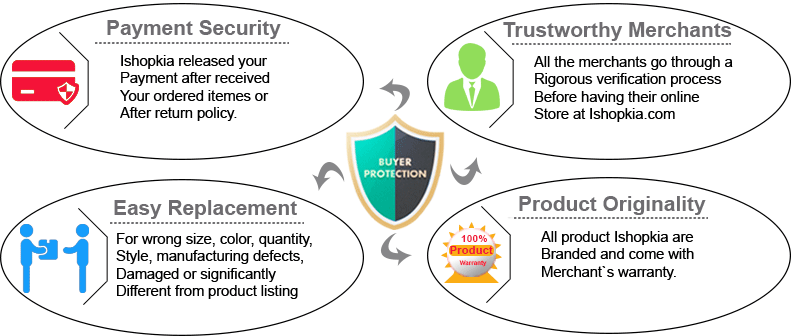 Payment Security
Ishopkia released your
Payment after received
Your ordered itemes or
After return policy.
Trustworthy Merchants
All the merchants go through a
Rigorous verification process
Before having their online
Store at Ishopkia.com
BUYER
PROTECTION
Easy Replacement
For wrong size, color, quantity,
Style, manufacturing defects,
Damaged or significantly
Different from product listing
Product Originality
100%
Product
Warranty
All product Ishopkia are
Branded and come with
Merchant`s warranty.